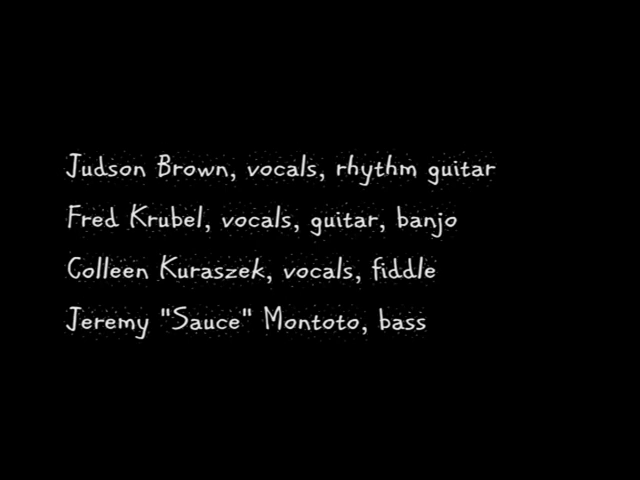 Judson Brown, vocals, rhythm guitar
Fred Krubel, vocals, guitar, banjo
Colleen Kuraszek, vocals, fiddle
Jeremy "Sauce" Montoto, bass